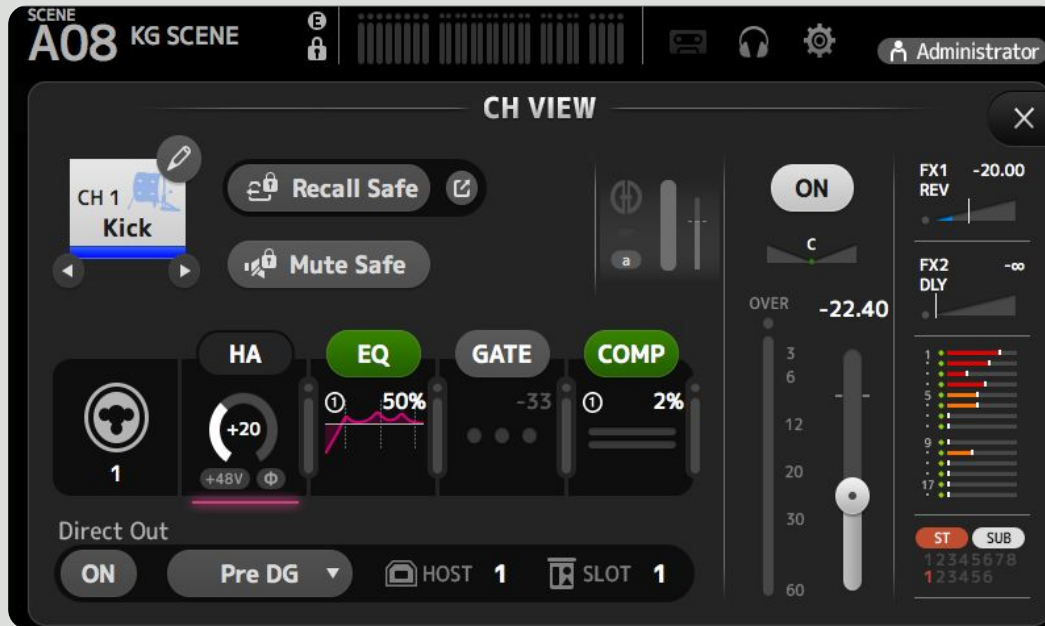 SCENE
A08 KG SCENE
E
Administrator
CH VIEW
CH 1
Kick
Recall Safe
Mute Safe
a
ON
C
OVER -22.40
3
6
12
20
30
60
FX1 -20.00
REV
FX2 -∞
DLY
1
5
9
17
ST SUB
12345678
123456
HA
EQ
GATE
COMP
1
+20
+48V Φ
1 50%
-33
1 2%
Direct Out
ON
Pre DG
HOST 1
SLOT 1